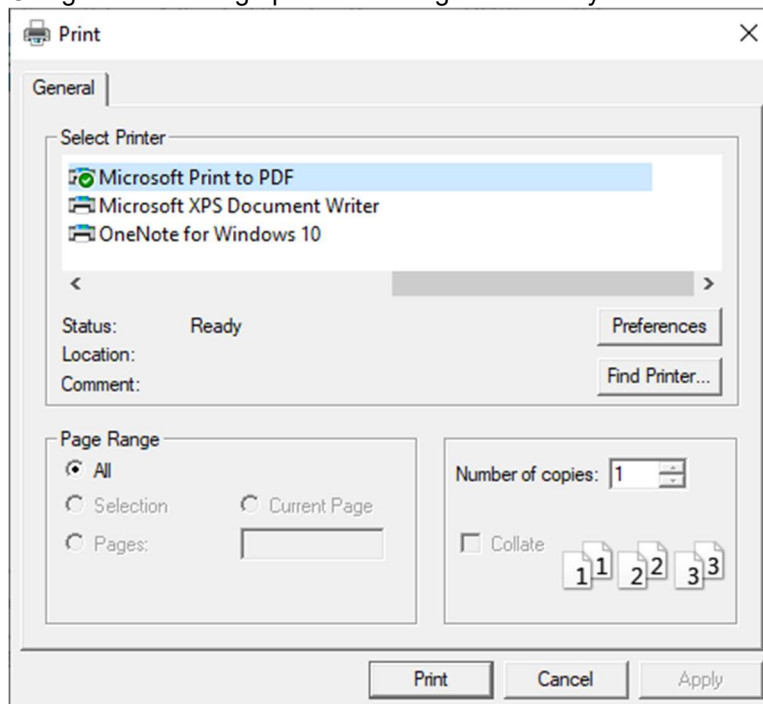 Print
General
Select Printer
Microsoft Print to PDF
Microsoft XPS Document Writer
OneNote for Windows 10
Status: Ready
Preferences
Location:
Find Printer...
Comment:
Page Range
All
Number of copies: 1
Selection Current Page
Pages:
Collate
1 1 2 2 3 3
Print Cancel Apply